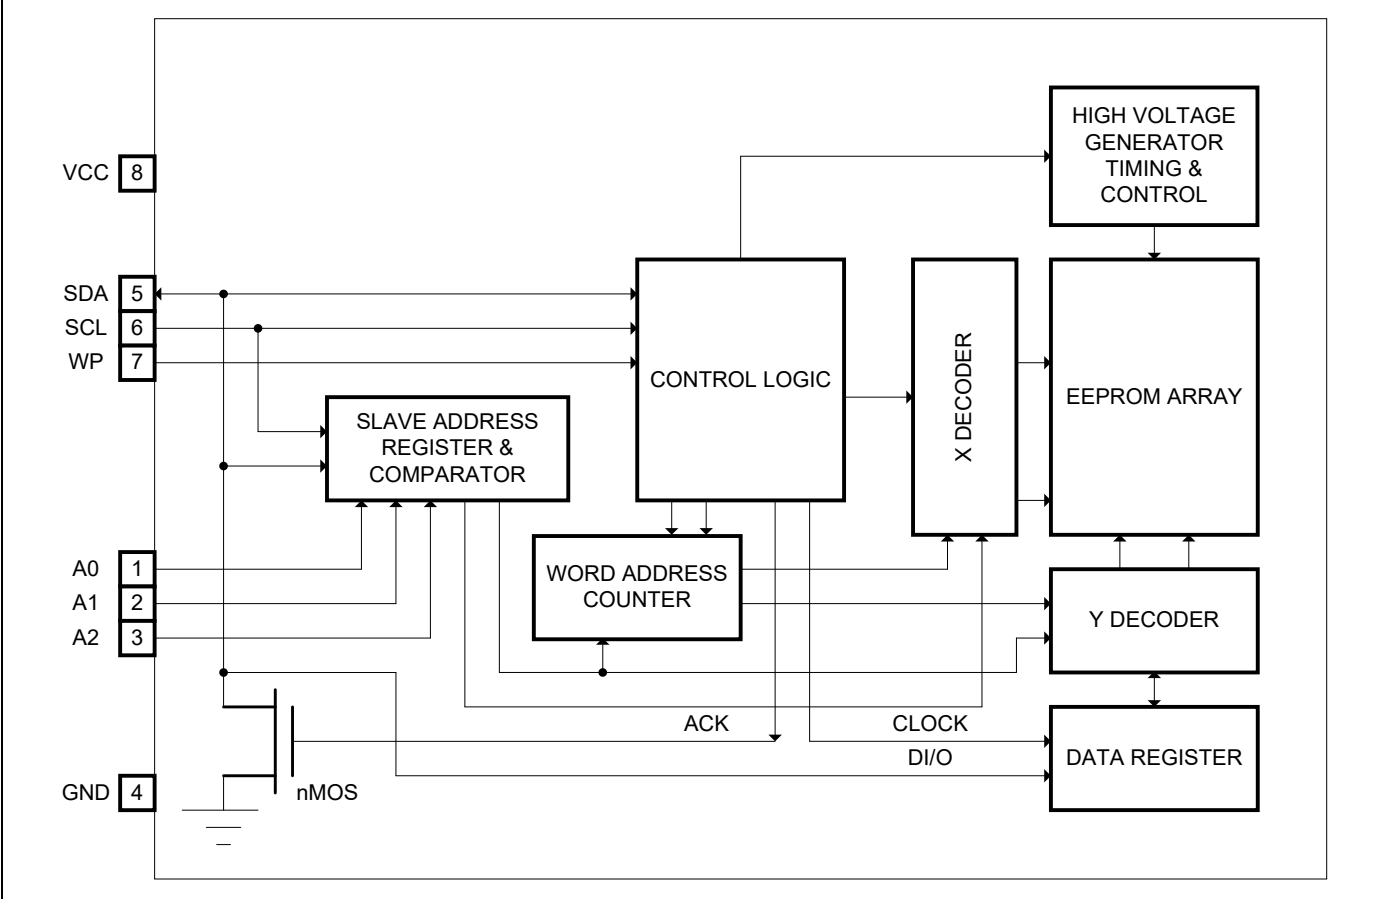 HIGH VOLTAGE
GENERATOR
TIMING &
CONTROL
VCC 8
SDA 5
SCL 6
WP 7
CONTROL LOGIC
X DECODER
EEPROM ARRAY
SLAVE ADDRESS
REGISTER &
COMPARATOR
A0 1
A1 2
A2 3
WORD ADDRESS
COUNTER
Y DECODER
ACK
CLOCK
DI/O
DATA REGISTER
GND 4
nMOS